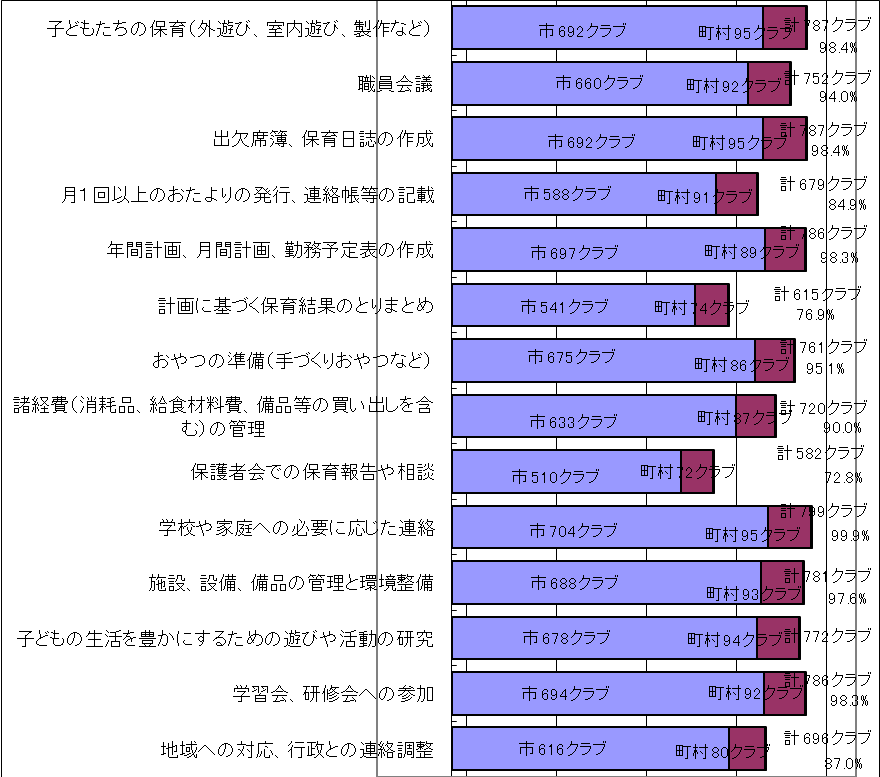 子どもたちの保育（外遊び、室内遊び、製作など） 市692クラブ 町村95クラブ 計787クラブ
98.4%
職員会議 市660クラブ 町村92クラブ 計752クラブ
94.0%
出欠席簿、保育日誌の作成 市692クラブ 町村95クラブ 計787クラブ
98.4%
月１回以上のおたよりの発行、連絡帳等の記載 市588クラブ 町村91クラブ 計679クラブ
84.9%
年間計画、月間計画、勤務予定表の作成 市697クラブ 町村89クラブ 計786クラブ
98.3%
計画に基づく保育結果のとりまとめ 市541クラブ 町村74クラブ 計615クラブ
76.9%
おやつの準備（手づくりおやつなど） 市675クラブ 町村86クラブ 計761クラブ
95.1%
諸経費（消耗品、給食材料費、備品等の買い出しを含
む）の管理 市633クラブ 町村87クラブ 計720クラブ
90.0%
保護者会での保育報告や相談 市510クラブ 町村72クラブ 計582クラブ
72.8%
学校や家庭への必要に応じた連絡 市704クラブ 町村95クラブ 計799クラブ
99.9%
施設、設備、備品の管理と環境整備 市688クラブ 町村93クラブ 計781クラブ
97.6%
子どもの生活を豊かにするための遊びや活動の研究 市678クラブ 町村94クラブ 計772クラブ
学習会、研修会への参加 市694クラブ 町村92クラブ 計786クラブ
98.3%
地域への対応、行政との連絡調整 市616クラブ 町村80クラブ 計696クラブ
87.0%